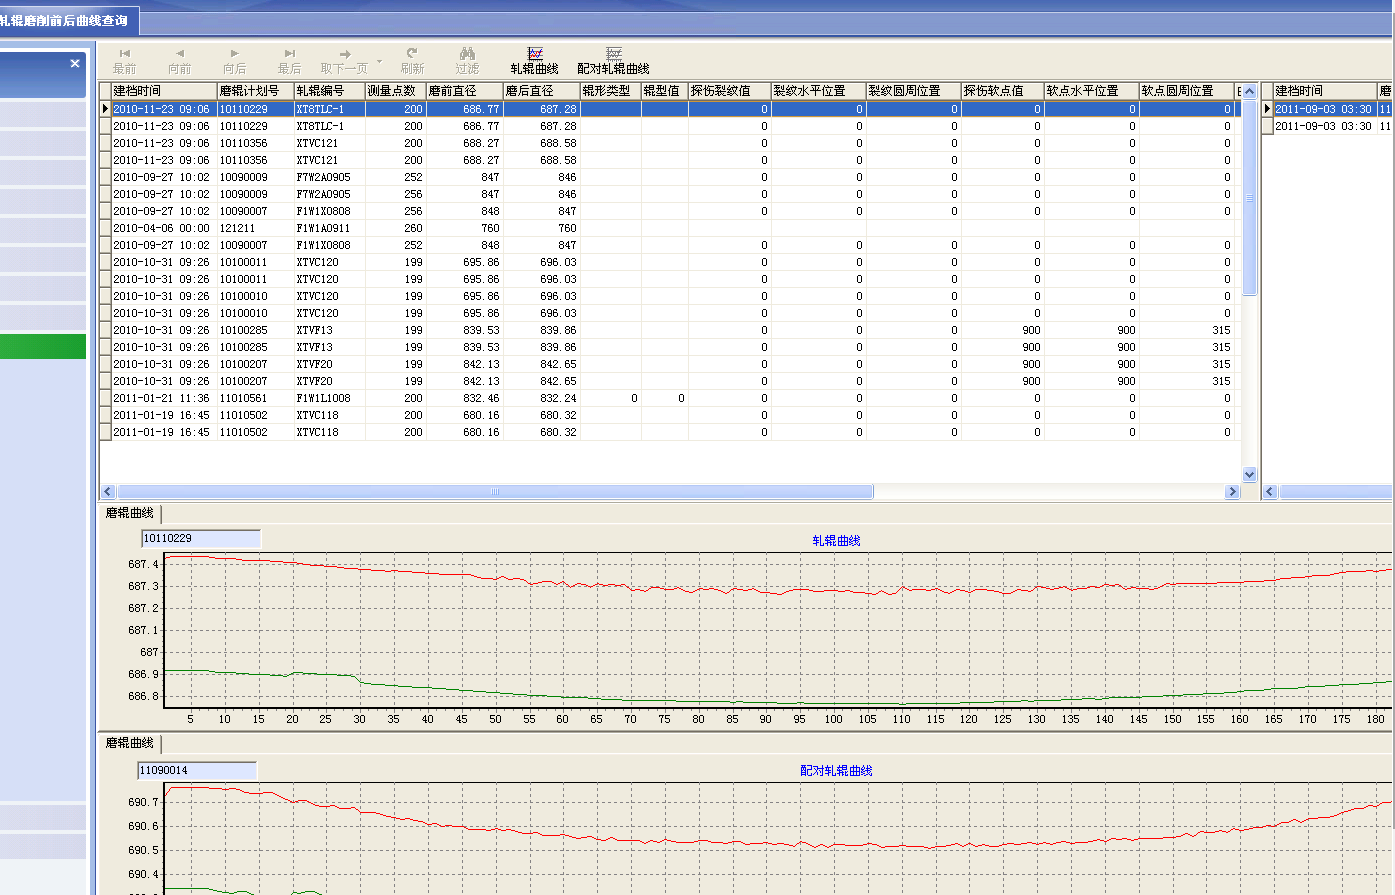 轧辊磨削前后曲线查询
最前 向前 向后 最后 取下一页 刷新 过滤 轧辊曲线 配对轧辊曲线
建档时间 磨辊计划号 轧辊编号 测量点数 磨前直径 磨后直径 辊形类型 辊型值 探伤裂纹值 裂纹水平位置 裂纹圆周位置 探伤软点值 软点水平位置 软点圆周位置
2010-11-23 09:06 10110229 XT8TLC-1 200 686.77 687.28 0 0 0 0 0 0
2010-11-23 09:06 10110229 XT8TLC-1 200 686.77 687.28 0 0 0 0 0 0
2010-11-23 09:06 10110356 XTVC121 200 688.27 688.58 0 0 0 0 0 0
2010-11-23 09:06 10110356 XTVC121 200 688.27 688.58 0 0 0 0 0 0
2010-09-27 10:02 10090009 F7W2A0905 252 847 846 0 0 0 0 0 0
2010-09-27 10:02 10090009 F7W2A0905 256 847 846 0 0 0 0 0 0
2010-09-27 10:02 10090007 F1W1X0808 256 848 847 0 0 0 0 0 0
2010-04-06 00:00 121211 F1W1A0911 260 760 760
2010-09-27 10:02 10090007 F1W1X0808 252 848 847 0 0 0 0 0 0
2010-10-31 09:26 10100011 XTVC120 199 695.86 696.03 0 0 0 0 0 0
2010-10-31 09:26 10100011 XTVC120 199 695.86 696.03 0 0 0 0 0 0
2010-10-31 09:26 10100010 XTVC120 199 695.86 696.03 0 0 0 0 0 0
2010-10-31 09:26 10100010 XTVC120 199 695.86 696.03 0 0 0 0 0 0
2010-10-31 09:26 10100285 XTVF13 199 839.53 839.86 0 0 0 900 900 315
2010-10-31 09:26 10100285 XTVF13 199 839.53 839.86 0 0 0 900 900 315
2010-10-31 09:26 10100207 XTVF20 199 842.13 842.65 0 0 0 900 900 315
2010-10-31 09:26 10100207 XTVF20 199 842.13 842.65 0 0 0 900 900 315
2011-01-21 11:36 11010561 F1W1L1008 200 832.46 832.24 0 0 0 0 0 0 0 0
2011-01-19 16:45 11010502 XTVC118 200 680.16 680.32 0 0 0 0 0 0
2011-01-19 16:45 11010502 XTVC118 200 680.16 680.32 0 0 0 0 0 0
建档时间 磨
2011-09-03 03:30 11
2011-09-03 03:30 11
磨辊曲线
10110229
轧辊曲线
687.4
687.3
687.2
687.1
687
686.9
686.8
5 10 15 20 25 30 35 40 45 50 55 60 65 70 75 80 85 90 95 100 105 110 115 120 125 130 135 140 145 150 155 160 165 170 175 180
磨辊曲线
11090014
配对轧辊曲线
690.7
690.6
690.5
690.4